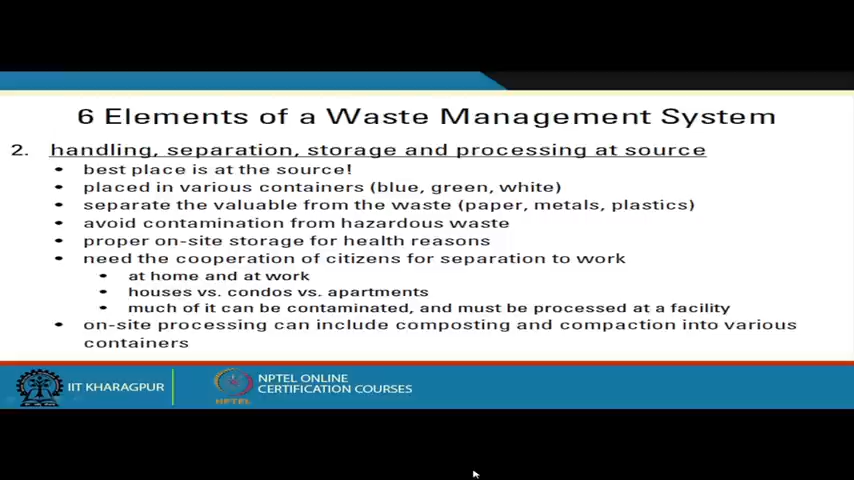 6 Elements of a Waste Management System
2. handling, separation, storage and processing at source
• best place is at the source!
• placed in various containers (blue, green, white)
• separate the valuable from the waste (paper, metals, plastics)
• avoid contamination from hazardous waste
• proper on-site storage for health reasons
• need the cooperation of citizens for separation to work
• at home and at work
• houses vs. condos vs. apartments
• much of it can be contaminated, and must be processed at a facility
• on-site processing can include composting and compaction into various
containers
IIT KHARAGPUR
NPTEL ONLINE
CERTIFICATION COURSES
NPTEL